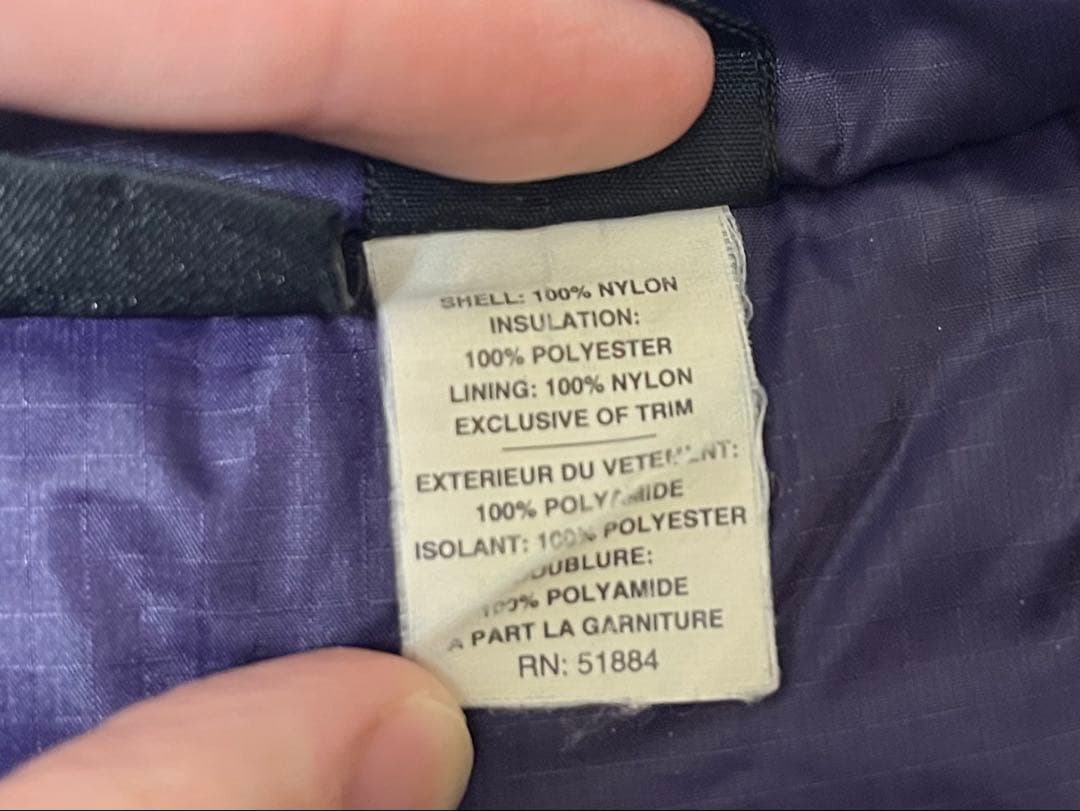 SHELL: 100% NYLON
INSULATION:
100% POLYESTER
LINING: 100% NYLON
EXCLUSIVE OF TRIM
EXTERIEUR DU VETEMENT:
100% POLYAMIDE
ISOLANT: 100% POLYESTER
DOUBLURE:
100% POLYAMIDE
A PART LA GARNITURE
RN: 51884